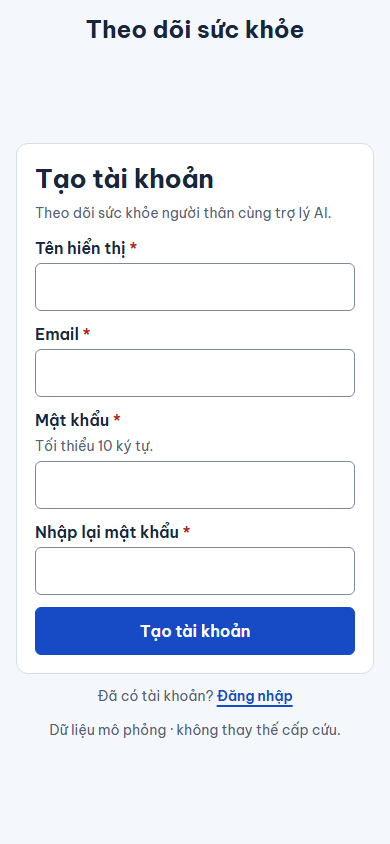 Theo dõi sức khỏe
Tạo tài khoản
Theo dõi sức khỏe người thân cùng trợ lý AI.
Tên hiển thị *
Email *
Mật khẩu *
Tối thiểu 10 ký tự.
Nhập lại mật khẩu *
Tạo tài khoản
Đã có tài khoản? Đăng nhập
Dữ liệu mô phỏng · không thay thế cấp cứu.